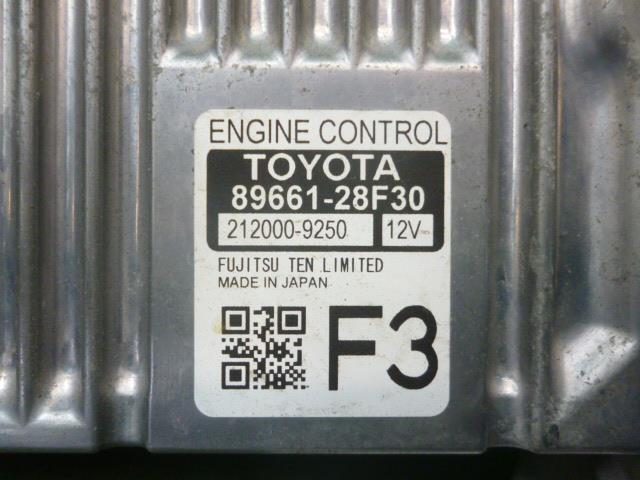 ENGINE CONTROL
TOYOTA
89661-28F30
212000-9250 12V
FUJITSU TEN LIMITED
MADE IN JAPAN
F3